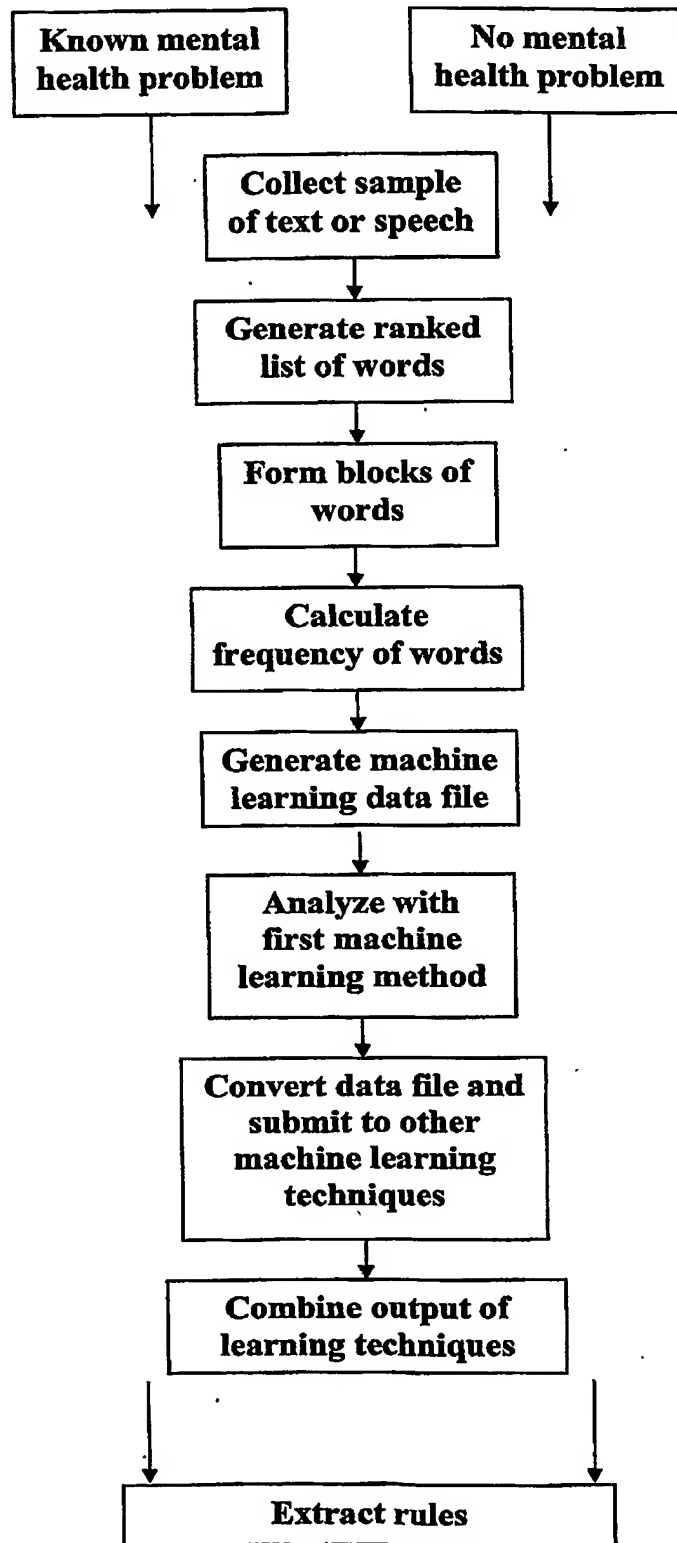 Known mental
health problem
No mental
health problem
Collect sample
of text or speech
Generate ranked
list of words
Form blocks of
words
Calculate
frequency of words
Generate machine
learning data file
Analyze with
first machine
learning method
Convert data file and
submit to other
machine learning
techniques
Combine output of
learning techniques
Extract rules